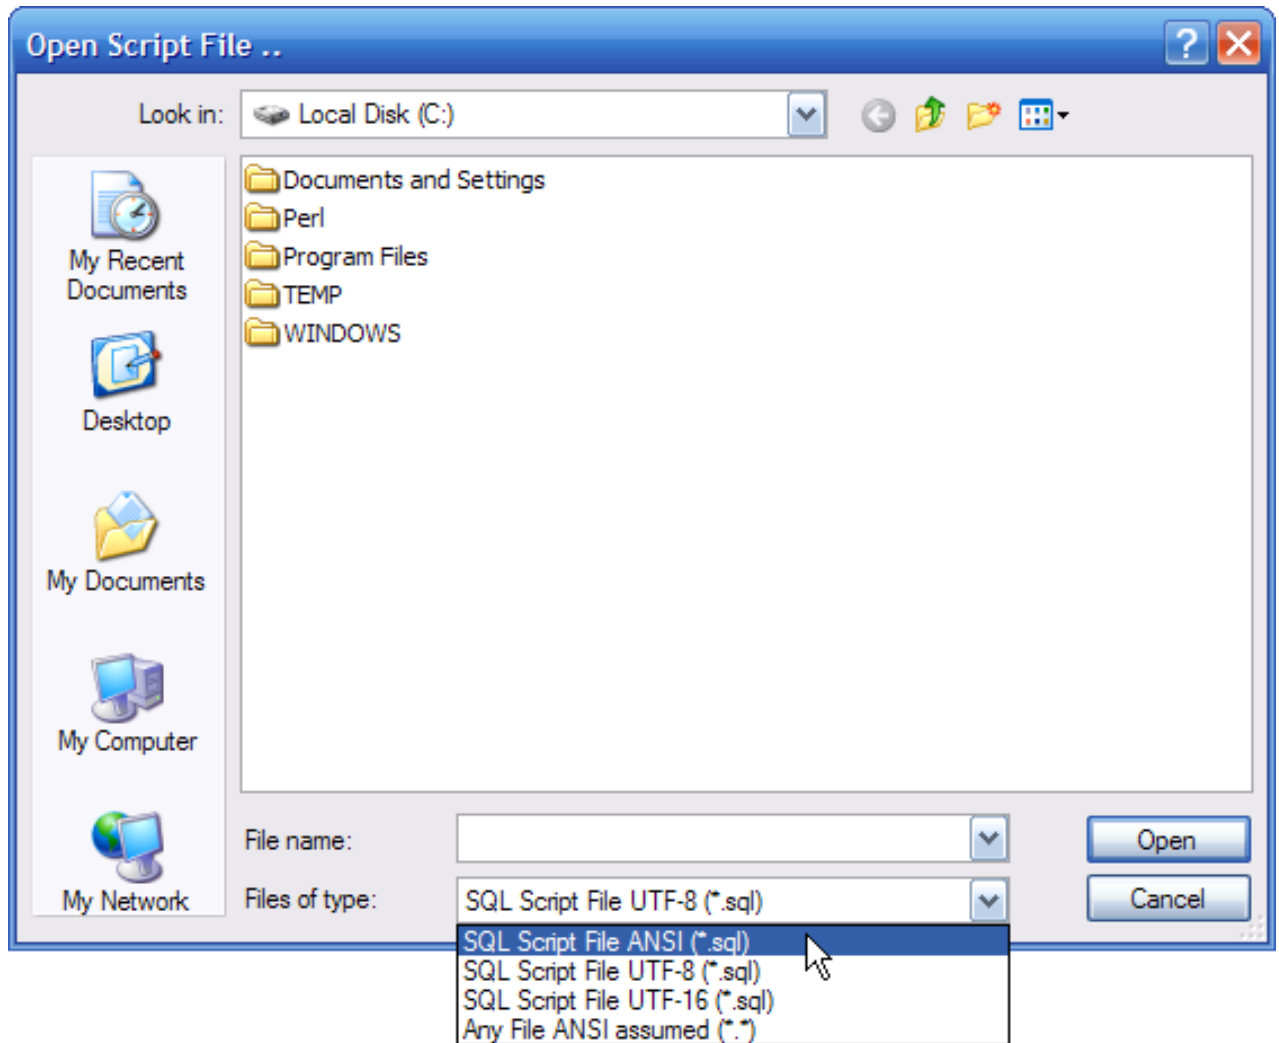 Open Script File ..
?
Look in:
Local Disk (C:)
Documents and Settings
Perl
Program Files
TEMP
WINDOWS
My Recent
Documents
Desktop
My Documents
My Computer
My Network
File name:
Open
Files of type:
SQL Script File UTF-8 (*.sql)
Cancel
SQL Script File ANSI (*.sql)
SQL Script File UTF-8 (*.sql)
SQL Script File UTF-16 (*.sql)
Any File ANSI assumed (*.*)